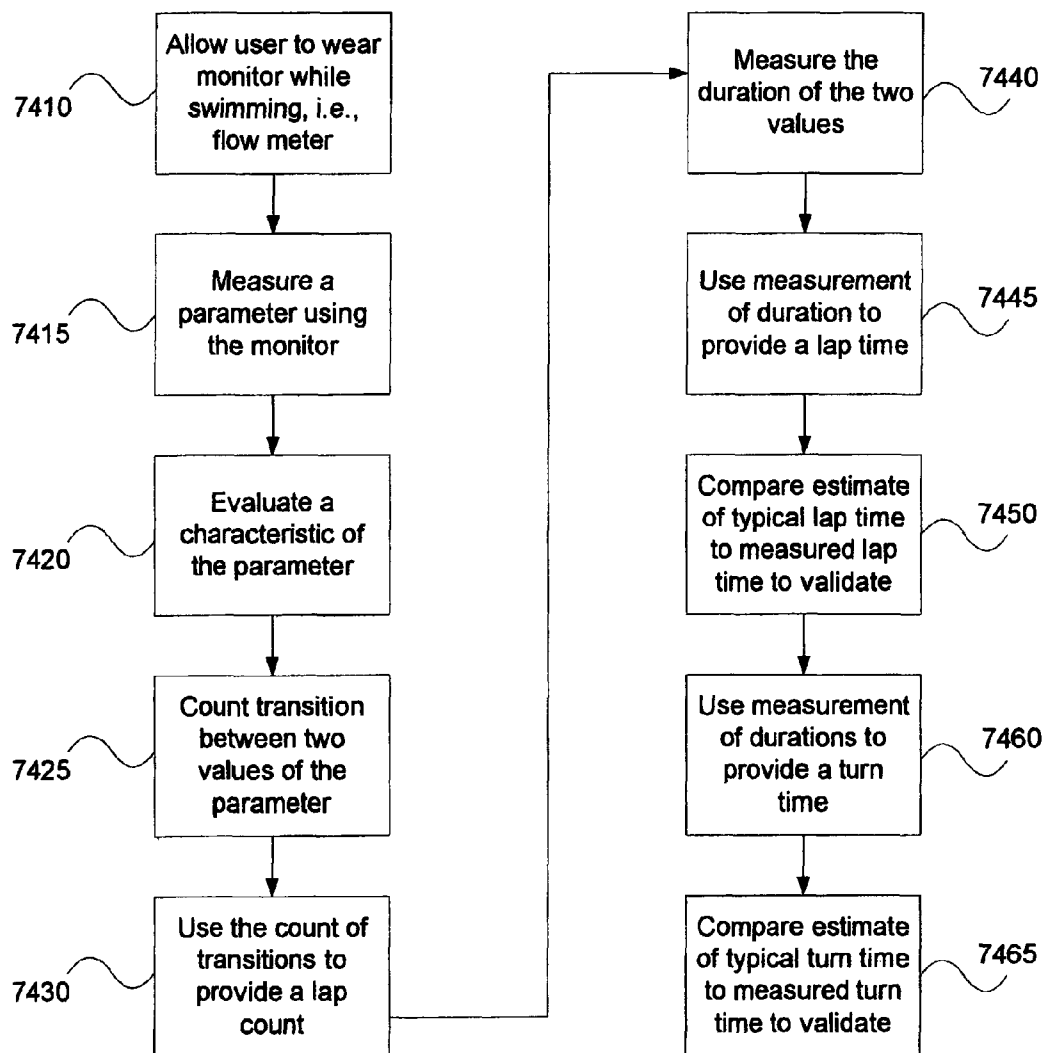 Allow user to wear
monitor while
swimming, i.e.,
flow meter
7410
Measure a
parameter using
the monitor
7415
Evaluate a
characteristic of
the parameter
7420
Count transition
between two
values of the
parameter
7425
Use the count of
transitions to
provide a lap
count
7430
Measure the
duration of the two
values
7440
Use measurement
of duration to
provide a lap time
7445
Compare estimate
of typical lap time
to measured lap
time to validate
7450
Use measurement
of durations to
provide a turn
time
7460
Compare estimate
of typical turn time
to measured turn
time to validate
7465